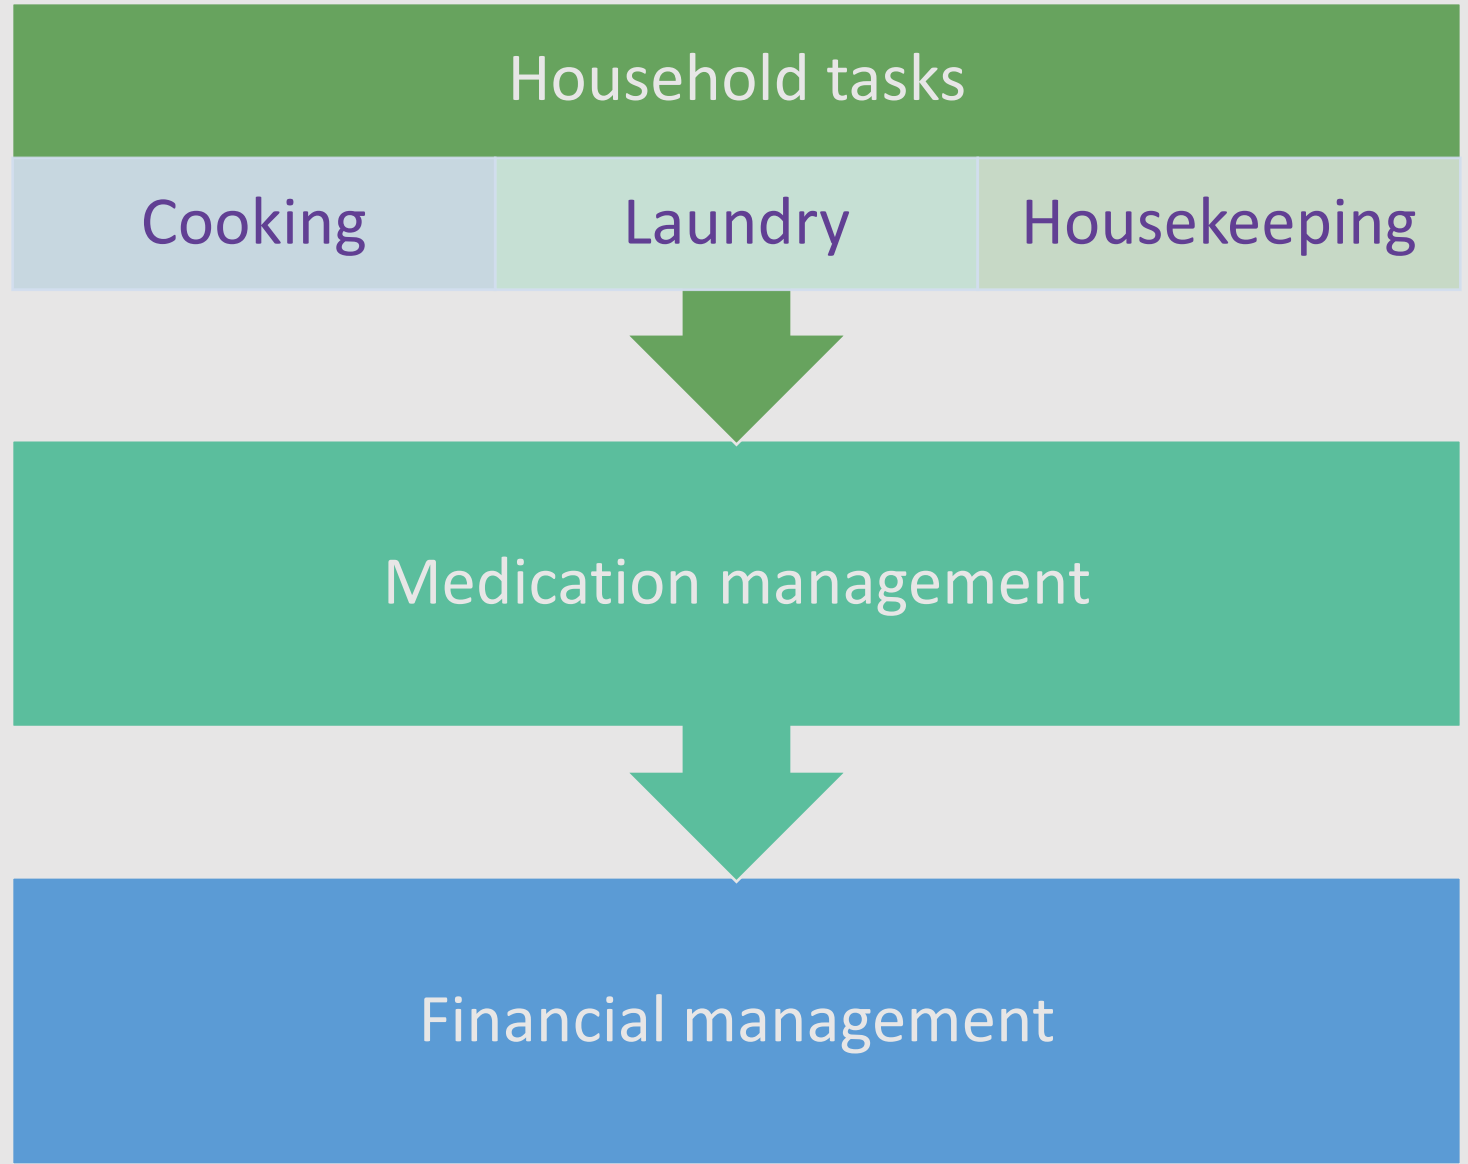 Household tasks
Cooking Laundry Housekeeping
Medication management
Financial management